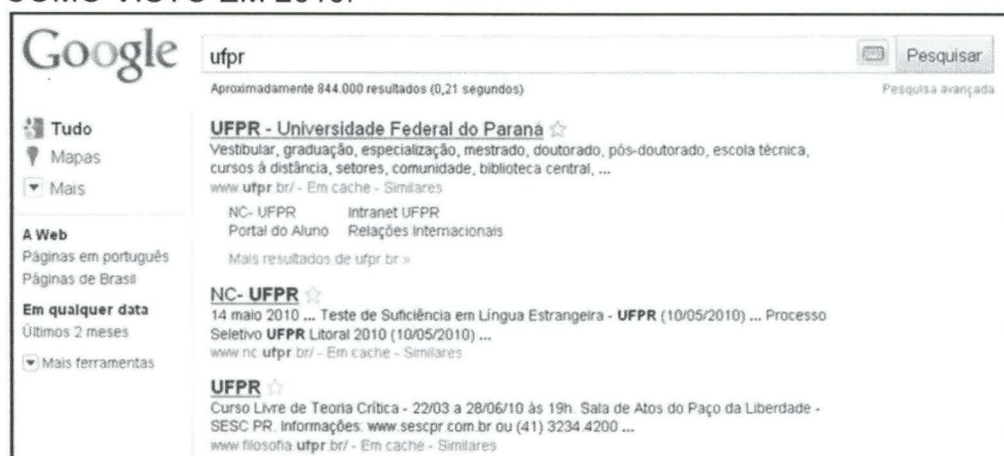 COMO VISTO EM 2010.
Google
ufpr
Pesquisar
Aproximadamente 844.000 resultados (0,21 segundos)
Pesquisa avançada
Tudo
Mapas
Mais
A Web
Páginas em português
Páginas de Brasil
Em qualquer data
Últimos 2 meses
Mais ferramentas
UFPR - Universidade Federal do Paraná
Vestibular, graduação, especialização, mestrado, doutorado, pós-doutorado, escola técnica,
cursos à distância, setores, comunidade, biblioteca central, ...
www.ufpr.br/ - Em cache - Similares
NC- UFPR Intranet UFPR
Portal do Aluno Relações Internacionais
Mais resultados de ufpr.br »
NC- UFPR
14 maio 2010 ... Teste de Suficiência em Língua Estrangeira - UFPR (10/05/2010) ... Processo
Seletivo UFPR Litoral 2010 (10/05/2010) ...
www.nc.ufpr.br/ - Em cache - Similares
UFPR
Curso Livre de Teoria Crítica - 22/03 a 28/06/10 às 19h. Sala de Atos do Paço da Liberdade -
SESC PR. Informações: www.sescpr.com.br ou (41) 3234.4200 ...
www.filosofia.ufpr.br/ - Em cache - Similares